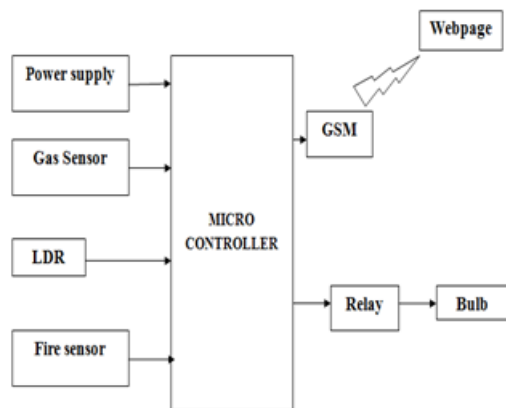 Webpage
Power supply
GSM
Gas Sensor
MICRO
CONTROLLER
LDR
Relay
Bulb
Fire sensor